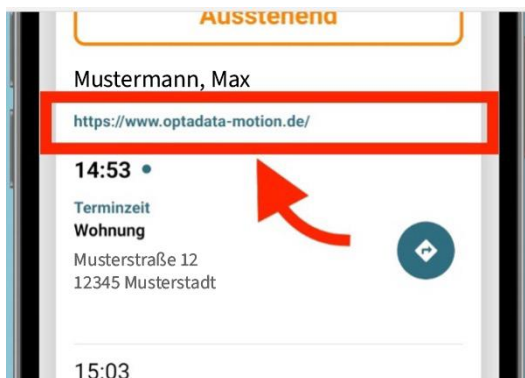 Ausstehend
Mustermann, Max
https://www.optadata-motion.de/
14:53
Terminzeit
Wohnung
Musterstraße 12
12345 Musterstadt
15:03